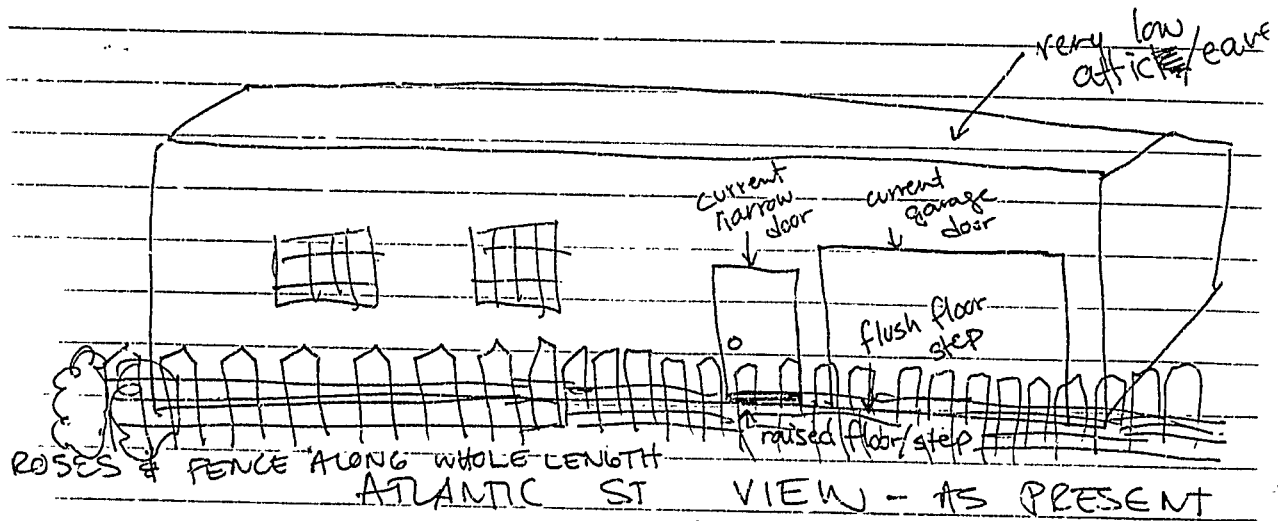 very low
attic/eave
current
narrow
door
current
garage
door
flush floor
step
raised floor/step
ROSES & FENCE ALONG WHOLE LENGTH
ATLANTIC ST VIEW - AS PRESENT